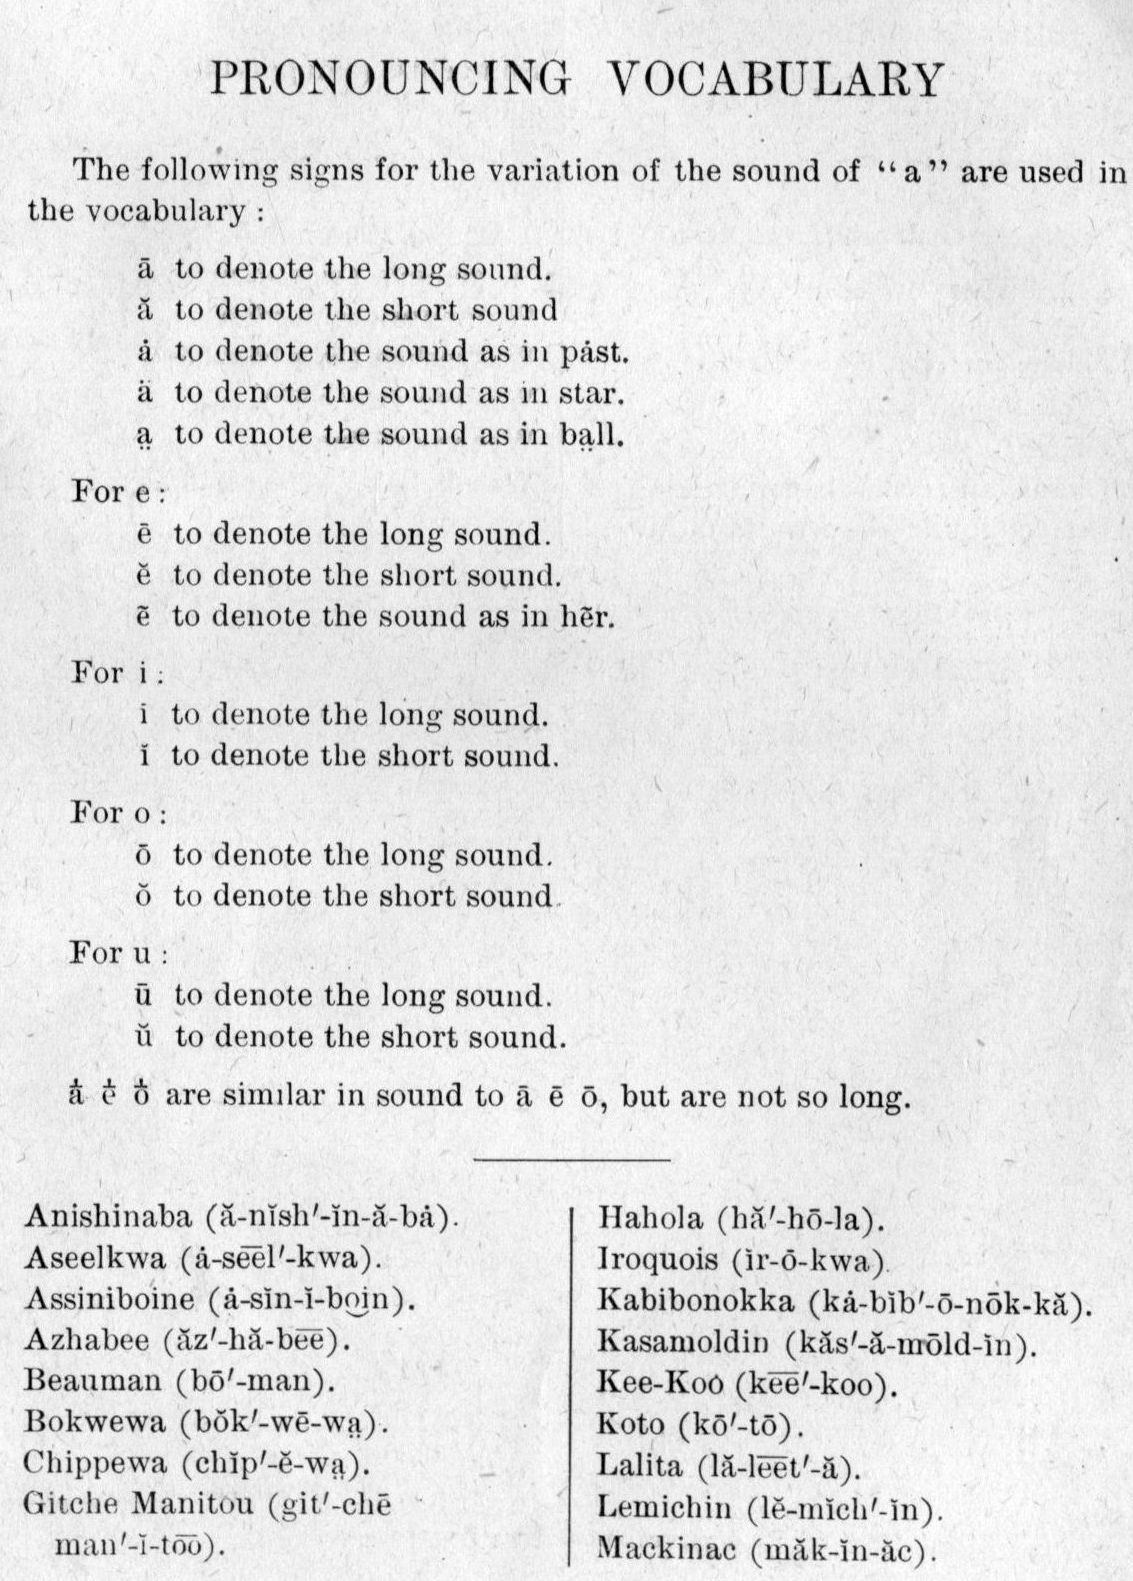 PRONOUNCING VOCABULARY
The following signs for the variation of the sound of “a” are used in
the vocabulary :
ā to denote the long sound.
ă to denote the short sound
ȧ to denote the sound as in pȧst.
ä to denote the sound as in star.
a̤ to denote the sound as in ba̤ll.
For e :
ē to denote the long sound.
ĕ to denote the short sound.
ẽ to denote the sound as in hẽr.
For i :
ī to denote the long sound.
ĭ to denote the short sound.
For o :
ō to denote the long sound.
ŏ to denote the short sound.
For u :
ū to denote the long sound.
ŭ to denote the short sound.
ā̍ ē̍ ō̍ are similar in sound to ā ē ō, but are not so long.
Anishinaba (ă-nĭsh′-ĭn-ă-bȧ).
Aseelkwa (ȧ-sēēl′-kwa).
Assiniboine (ȧ-sĭn-ĭ-bo͜in).
Azhabee (ăz′-hă-bēē).
Beauman (bō′-man).
Bokwewa (bŏk′-wē-wa̤).
Chippewa (chĭp′-ĕ-wa̤).
Gitche Manitou (git′-chē
man′-ĭ-tōō).
Hahola (hă′-hō-la).
Iroquois (ĭr-ō-kwa).
Kabibonokka (kȧ-bĭb′-ō-nōk-kă).
Kasamoldin (kăs′-ă-mōld-ĭn).
Kee-Koo (kēē′-koo).
Koto (kō′-tō).
Lalita (lă-lēēt′-ă).
Lemichin (lĕ-mĭch′-ĭn).
Mackinac (măk-ĭn-ăc).